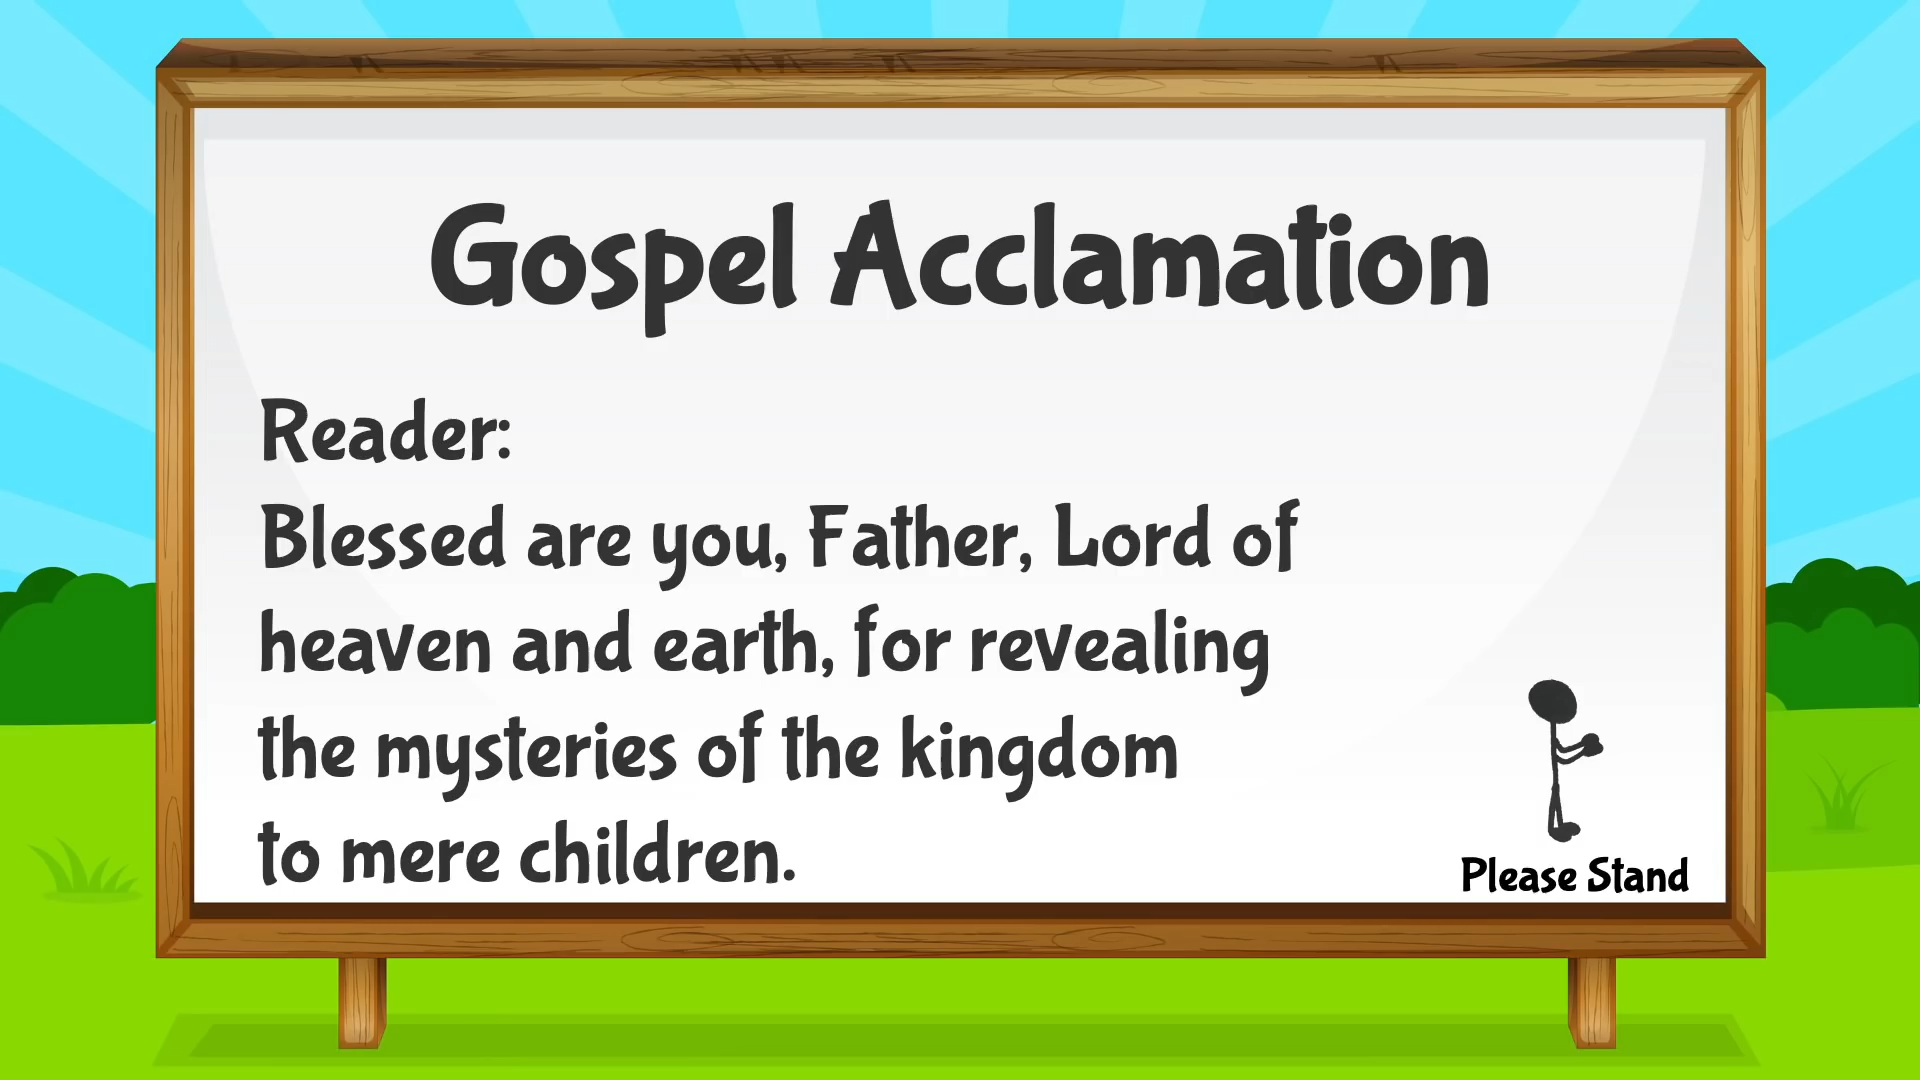 Gospel Acclamation
Reader:
Blessed are you, Father, Lord of
heaven and earth, for revealing
the mysteries of the kingdom
to mere children.
Please Stand